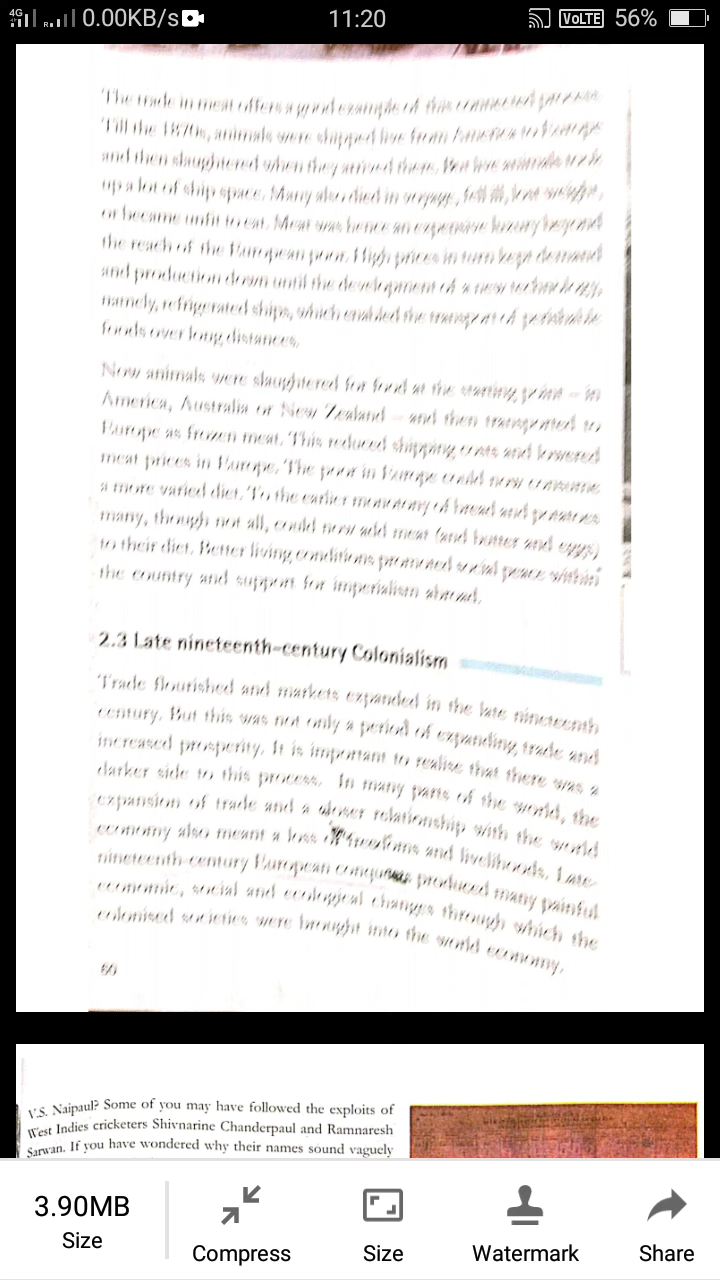 4G
R
0.00KB/s
11:20
VoLTE
56%
The trade in meat offers a good example of this connected process.
Till the 1870s, animals were shipped live from America to Europe
and then slaughtered when they arrived there. But live animals took
up a lot of ship space. Many also died in voyage, fell ill, lost weight,
or became unfit to eat. Meat was hence an expensive luxury beyond
the reach of the European poor. High prices in turn kept demand
and production down until the development of a new technology,
namely, refrigerated ships, which enabled the transport of perishable
foods over long distances.
Now animals were slaughtered for food at the starting point – in
America, Australia or New Zealand – and then transported to
Europe as frozen meat. This reduced shipping costs and lowered
meat prices in Europe. The poor in Europe could now consume
a more varied diet. To the earlier monotony of bread and potatoes
many, though not all, could now add meat (and butter and eggs)
to their diet. Better living conditions promoted social peace within
the country and support for imperialism abroad.
2.3 Late nineteenth-century Colonialism
Trade flourished and markets expanded in the late nineteenth
century. But this was not only a period of expanding trade and
increased prosperity. It is important to realise that there was a
darker side to this process. In many parts of the world, the
expansion of trade and a closer relationship with the world
economy also meant a loss of freedoms and livelihoods. Late-
nineteenth-century European conquests produced many painful
economic, social and ecological changes through which the
colonised societies were brought into the world economy.
V.S. Naipaul? Some of you may have followed the exploits of
West Indies cricketers Shivnarine Chanderpaul and Ramnaresh
Sarwan. If you have wondered why their names sound vaguely
3.90MB
Size
Compress
Size
Watermark
Share